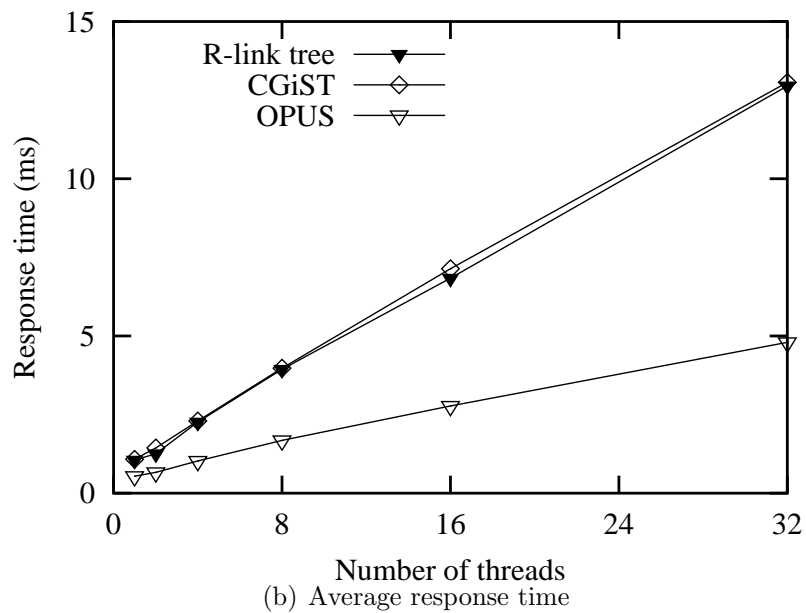 15
R-link tree
CGiST
OPUS
10
5
0
Response time (ms)
0 8 16 24 32
Number of threads
(b) Average response time